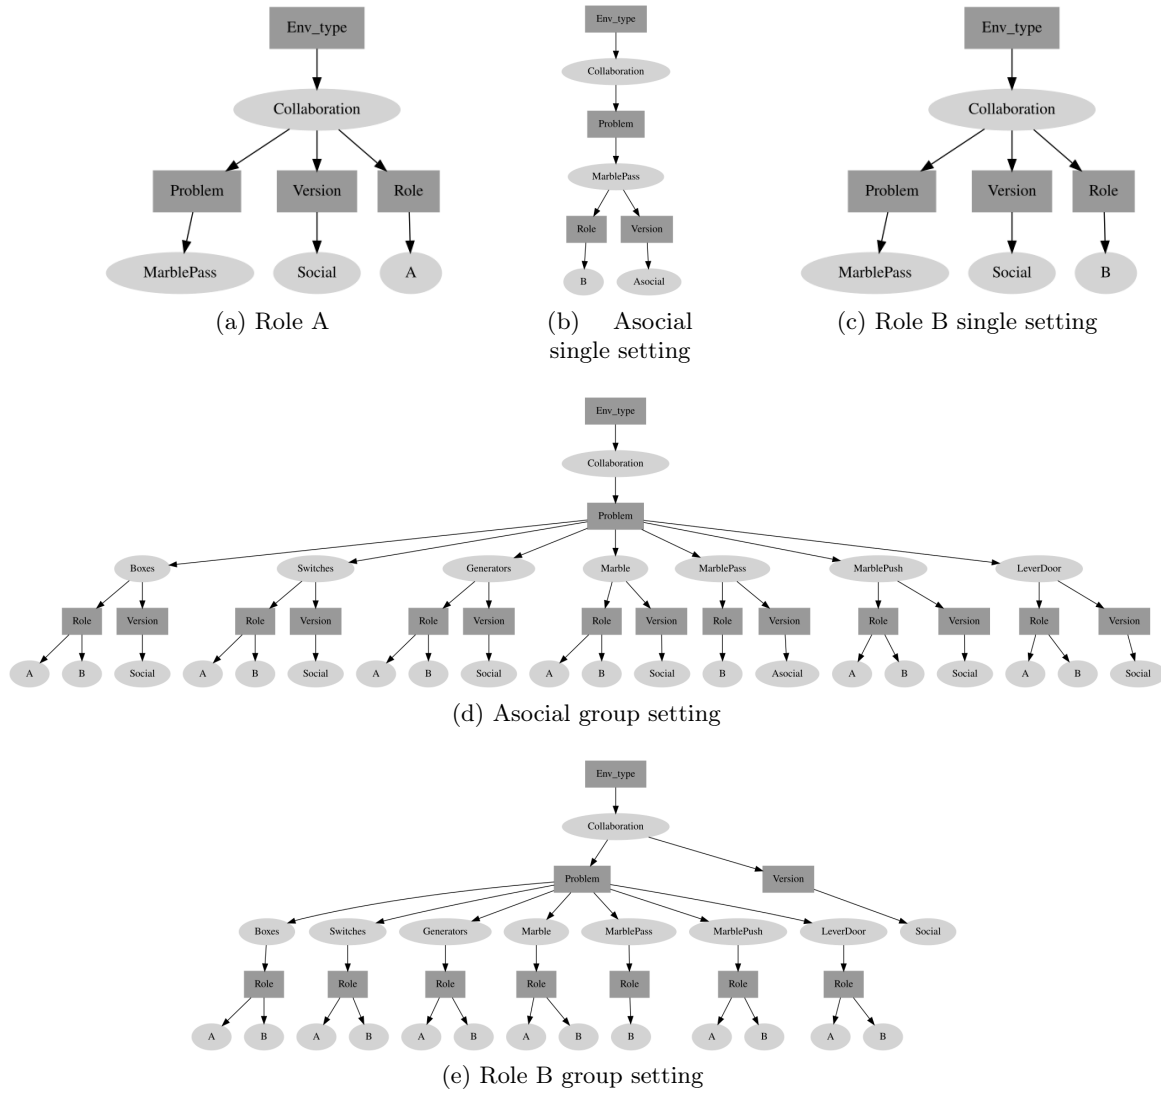 Env_type Env_type Env_type
Collaboration Collaboration Collaboration
Problem Version Role Problem Problem Version Role
MarblePass Social A MarblePass MarblePass Social B
Role Version
B Asocial
(a) Role A (b) Asocial single setting (c) Role B single setting
Env_type
Collaboration
Problem
Boxes Switches Generators Marble MarblePass MarblePush LeverDoor
Role Version Role Version Role Version Role Version Role Version Role Version Role Version
A B Social A B Social A B Social A B Social B Asocial A B Social A B Social
(d) Asocial group setting
Env_type
Collaboration
Problem Version
Boxes Switches Generators Marble MarblePass MarblePush LeverDoor Social
Role Role Role Role Role Role Role
A B A B A B A B B A B A B
(e) Role B group setting